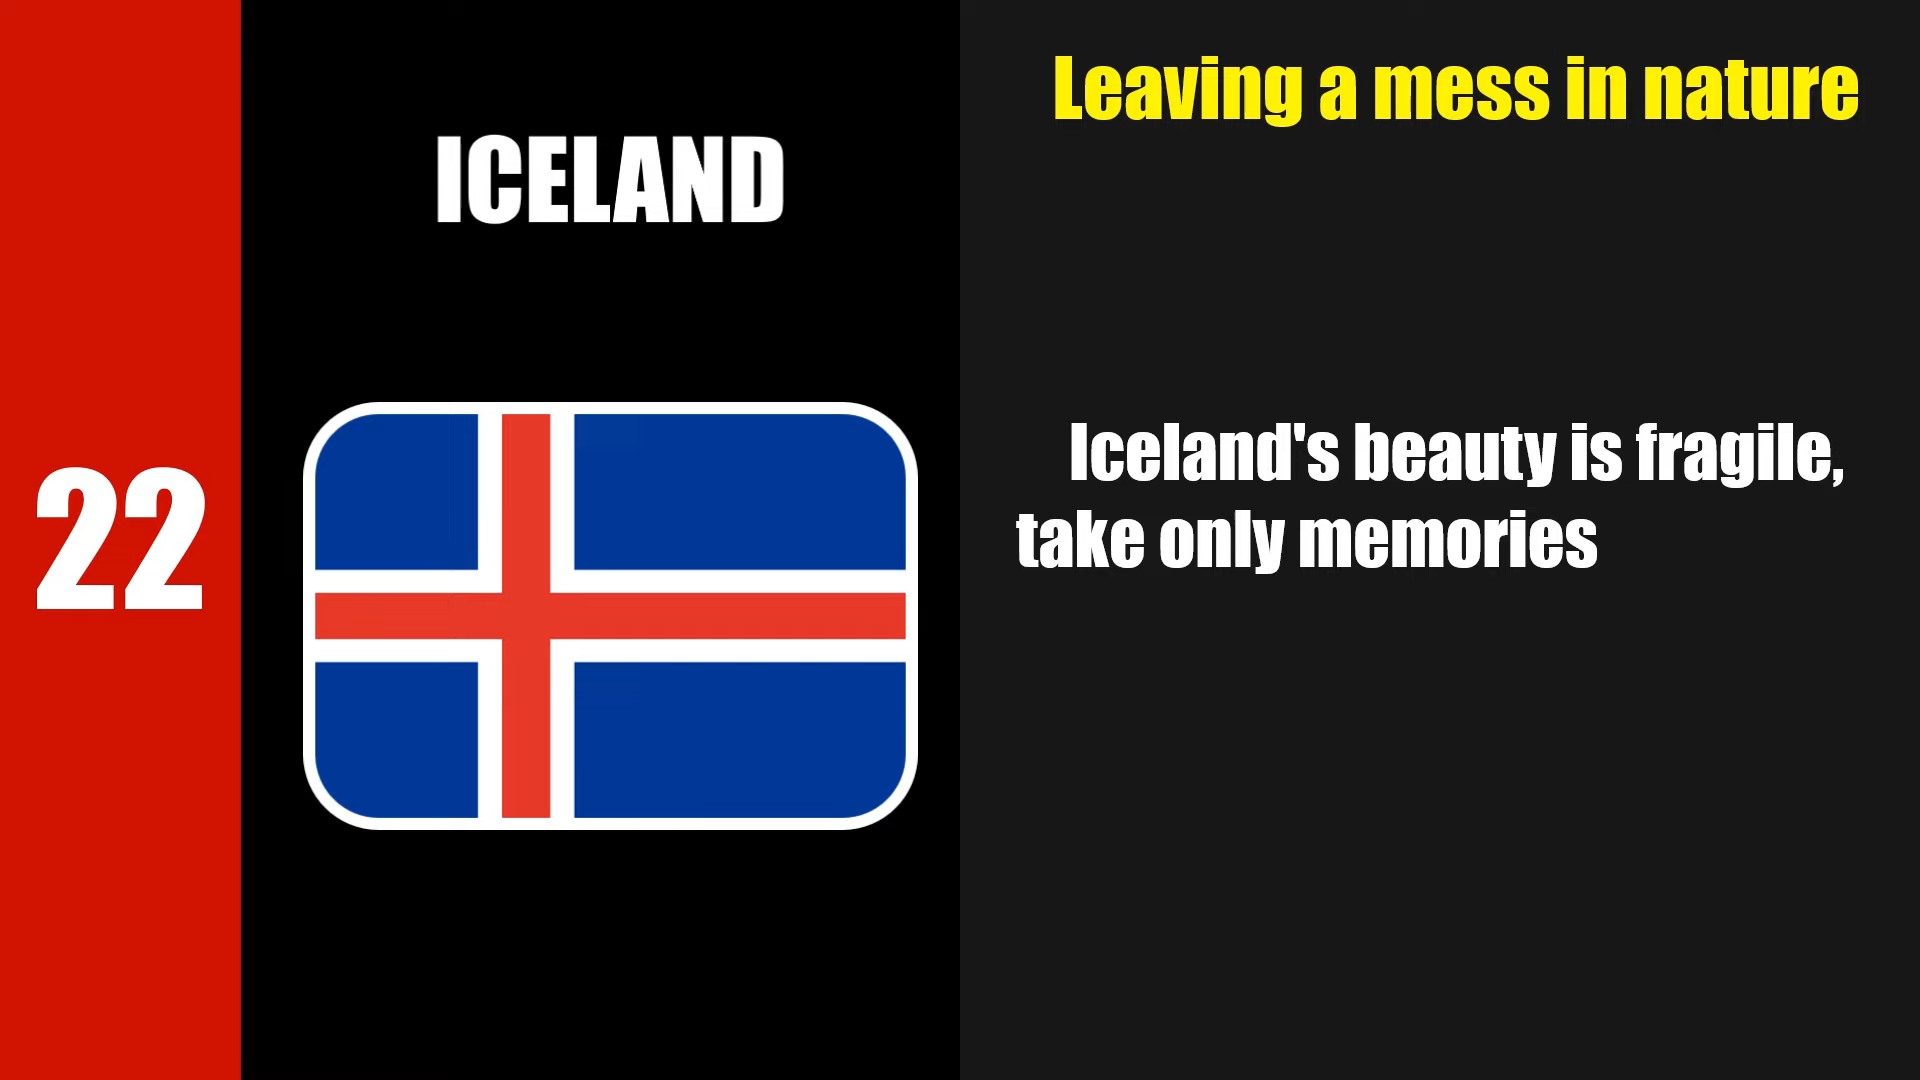 22
ICELAND
Leaving a mess in nature
Iceland's beauty is fragile,
take only memories